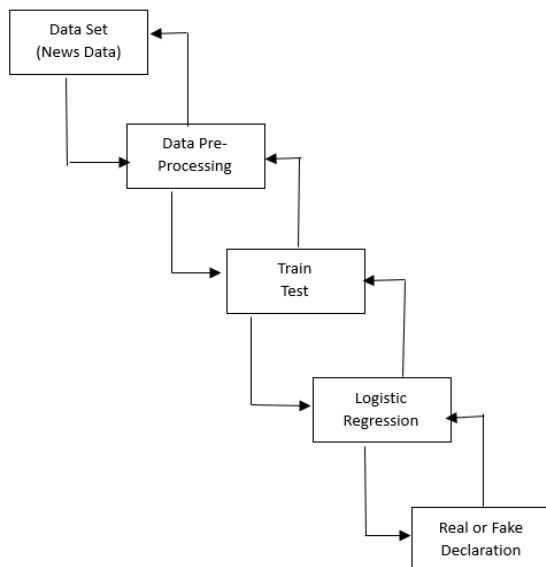 Data Set
(News Data)
Data Pre-
Processing
Train
Test
Logistic
Regression
Real or Fake
Declaration